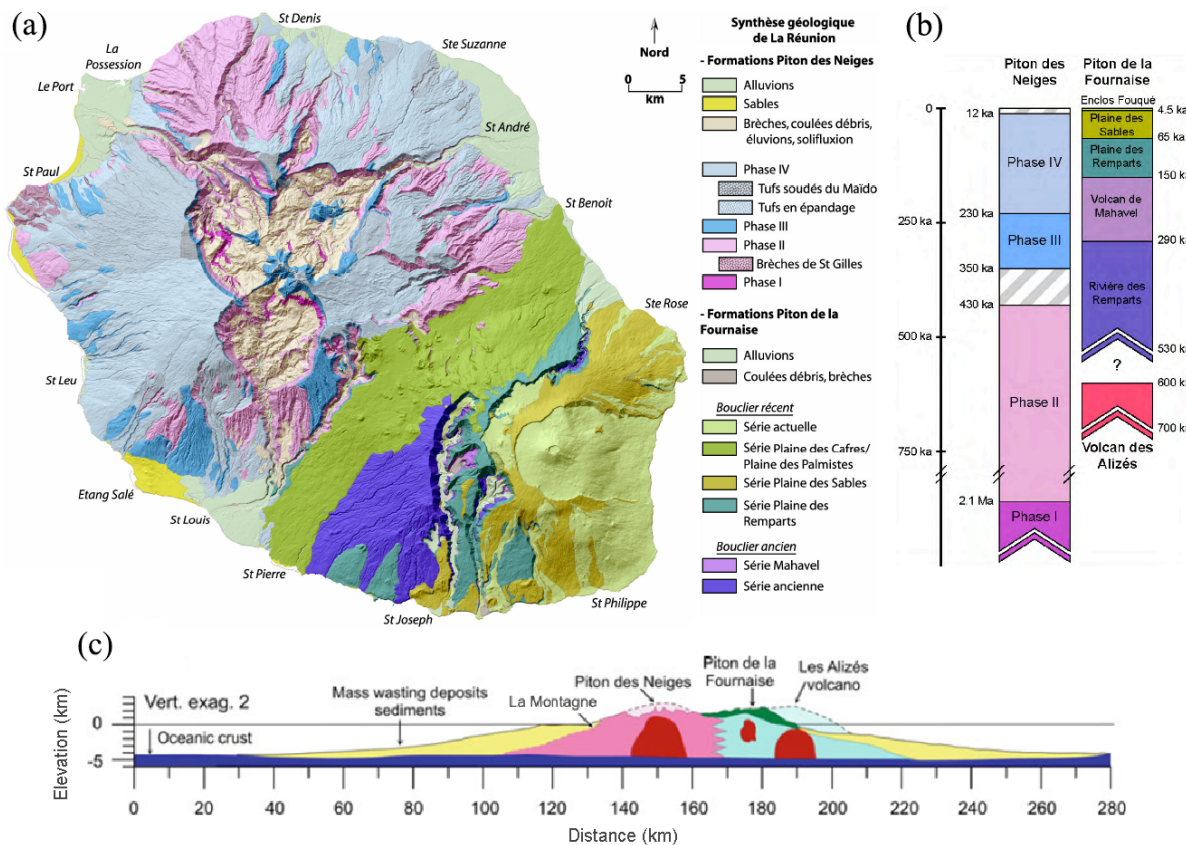 (a)
St Denis
Ste Suzanne
La
Possession
Le Port
St André
St Paul
St Benoit
Ste Rose
St Leu
Etang Salé
St Louis
St Pierre
St Joseph
St Philippe
Nord
0 5
km
Synthèse géologique
de La Réunion
- Formations Piton des Neiges
Alluvions
Sables
Brèches, coulées débris,
éluvions, solifluxion
Phase IV
Tufs soudés du Maïdo
Tufs en épandage
Phase III
Phase II
Brèches de St Gilles
Phase I
- Formations Piton de la
Fournaise
Alluvions
Coulées débris, brèches
Bouclier récent
Série actuelle
Série Plaine des Cafres/
Plaine des Palmistes
Série Plaine des Sables
Série Plaine des
Remparts
Bouclier ancien
Série Mahavel
Série ancienne
(b)
Piton des
Neiges
Piton de la
Fournaise
Enclos Fouqué
0
250 ka
500 ka
750 ka
12 ka
Phase IV
230 ka
Phase III
350 ka
430 ka
Phase II
2.1 Ma
Phase I
4.5 ka
Plaine des
Sables
65 ka
Plaine des
Remparts
150 ka
Volcan de
Mahavel
290 ka
Rivière des
Remparts
530 ka
?
600 ka
700 ka
Volcan des
Alizés
(c)
Vert. exag. 2
Mass wasting deposits
sediments
La Montagne
Piton des Neiges
Piton de la
Fournaise
Les Alizés
volcano
Oceanic crust
Elevation (km)
0
-5
0 20 40 60 80 100 120 140 160 180 200 220 240 260 280
Distance (km)